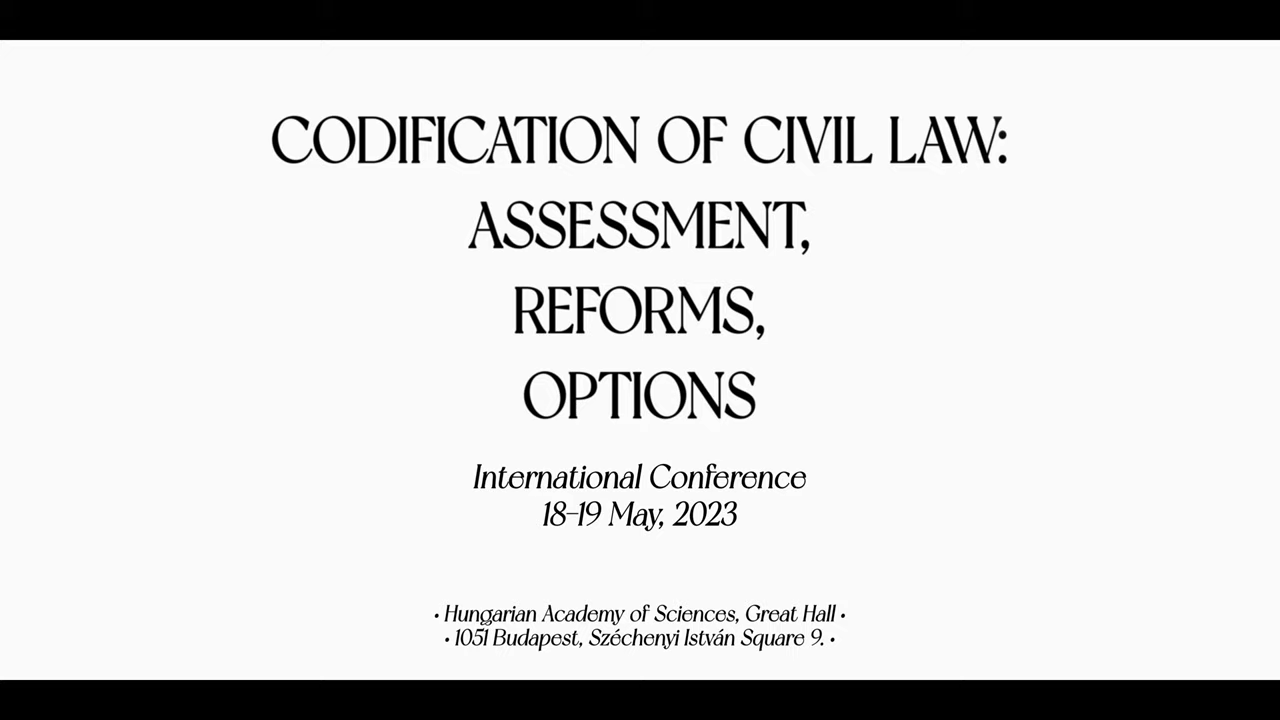 CODIFICATION OF CIVIL LAW:
ASSESSMENT,
REFORMS,
OPTIONS
International Conference
18–19 May, 2023
• Hungarian Academy of Sciences, Great Hall •
• 1051 Budapest, Széchenyi István Square 9. •